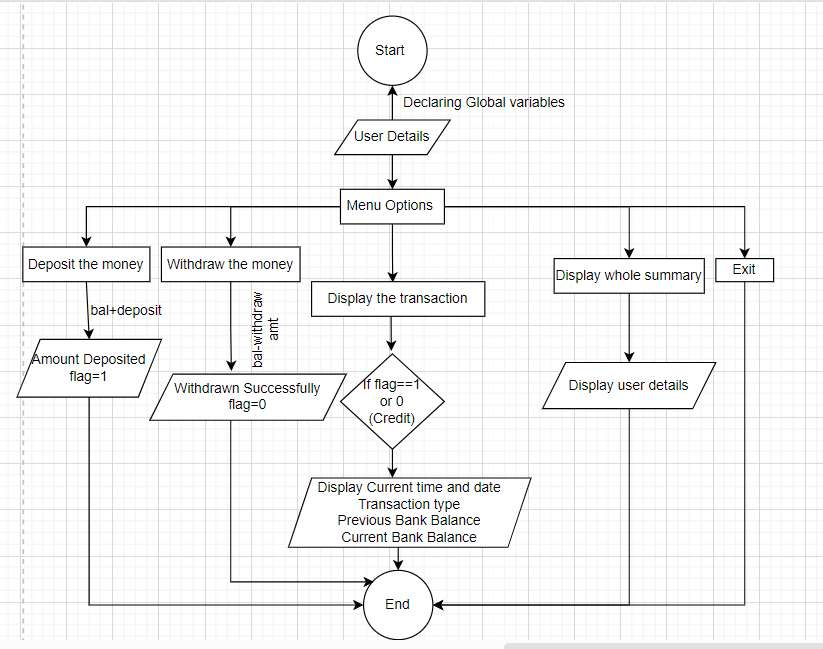 Start
Declaring Global variables
User Details
Menu Options
Deposit the money
Withdraw the money
Display the transaction
Display whole summary
Exit
bal+deposit
bal-withdraw
amt
Amount Deposited
flag=1
Withdrawn Successfully
flag=0
If flag==1
or 0
(Credit)
Display user details
Display Current time and date
Transaction type
Previous Bank Balance
Current Bank Balance
End